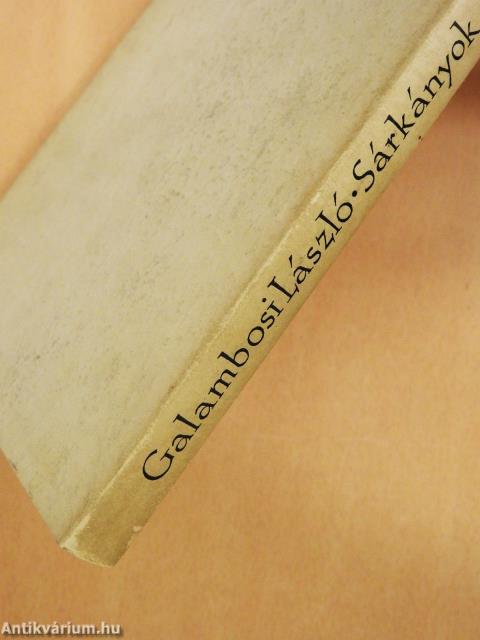 Galambosi László • Sárkányok
Antikvárium.hu